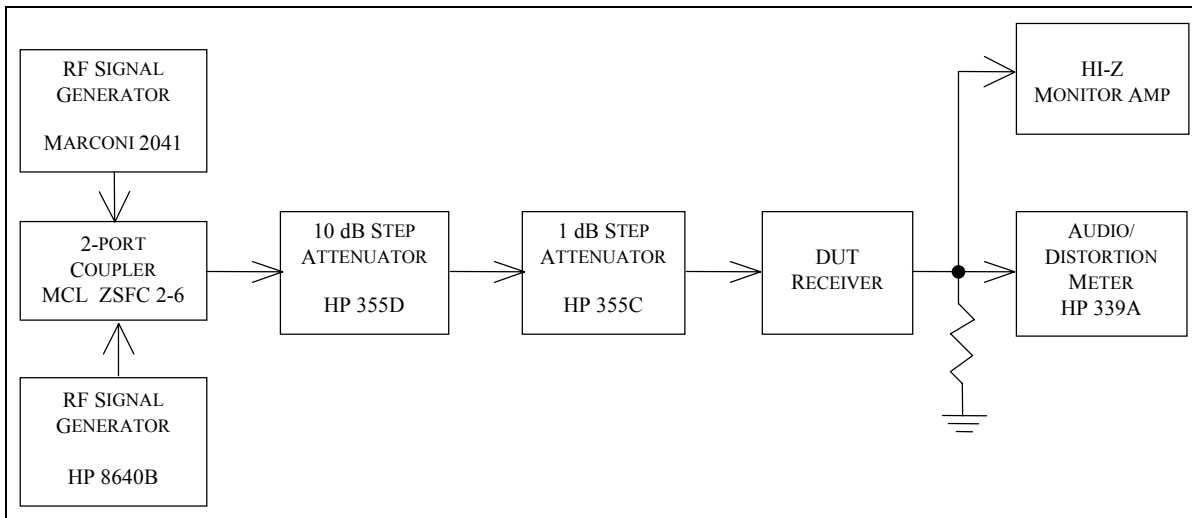 RF SIGNAL
GENERATOR
MARCONI 2041
2-PORT
COUPLER
MCL ZSFC 2-6
RF SIGNAL
GENERATOR
HP 8640B
10 dB STEP
ATTENUATOR
HP 355D
1 dB STEP
ATTENUATOR
HP 355C
DUT
RECEIVER
HI-Z
MONITOR AMP
AUDIO/
DISTORTION
METER
HP 339A